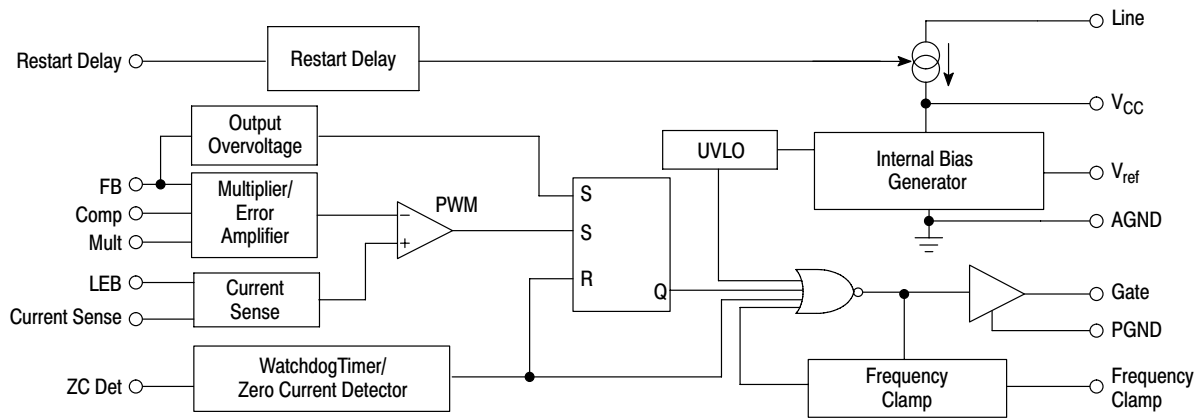 Line
Restart Delay
Restart Delay
VCC
Output
Overvoltage
UVLO
Internal Bias
Generator
Vref
FB
Multiplier/
Error
Amplifier
PWM
Comp
Mult
−
+
S
S
R
Q
AGND
LEB
Current Sense
Current
Sense
Gate
PGND
ZC Det
WatchdogTimer/
Zero Current Detector
Frequency
Clamp
Frequency
Clamp